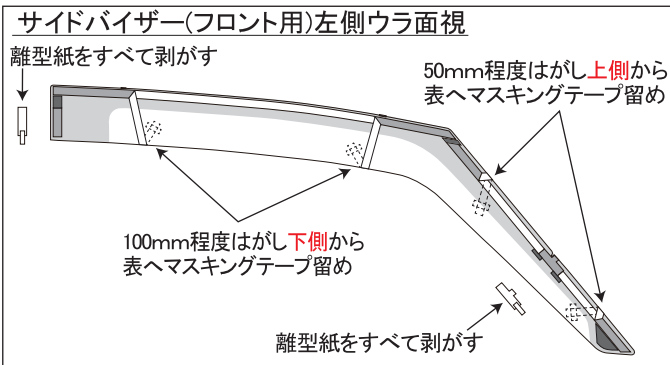 サイドバイザー(フロント用)左側ウラ面視
離型紙をすべて剥がす
50mm程度はがし上側から
表へマスキングテープ留め
100mm程度はがし下側から
表へマスキングテープ留め
離型紙をすべて剥がす